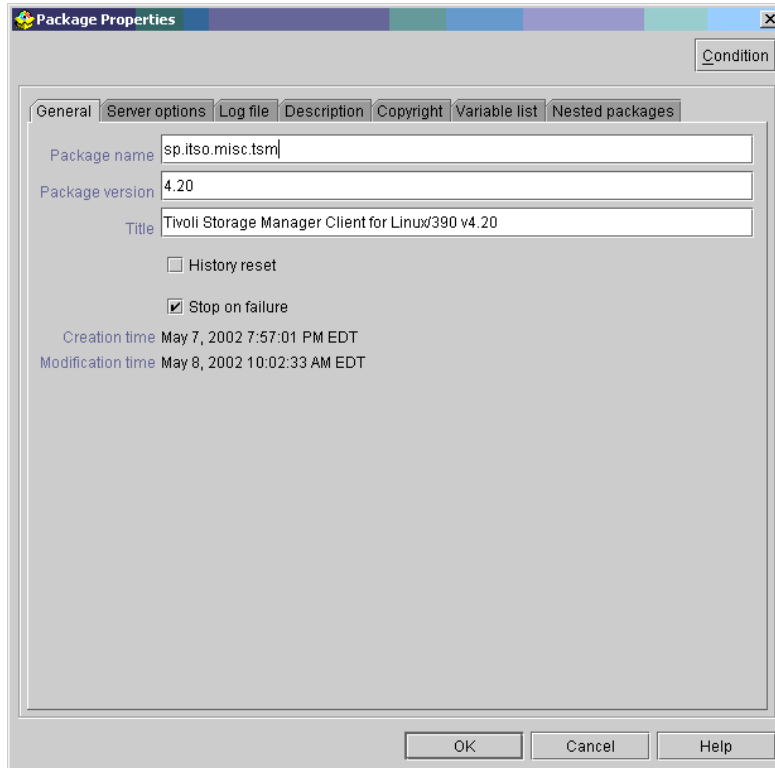 Package Properties
Condition
General Server options Log file Description Copyright Variable list Nested packages
Package name sp.itso.misc.tsm
Package version 4.20
Title Tivoli Storage Manager Client for Linux/390 v4.20
History reset
Stop on failure
Creation time May 7, 2002 7:57:01 PM EDT
Modification time May 8, 2002 10:02:33 AM EDT
OK Cancel Help